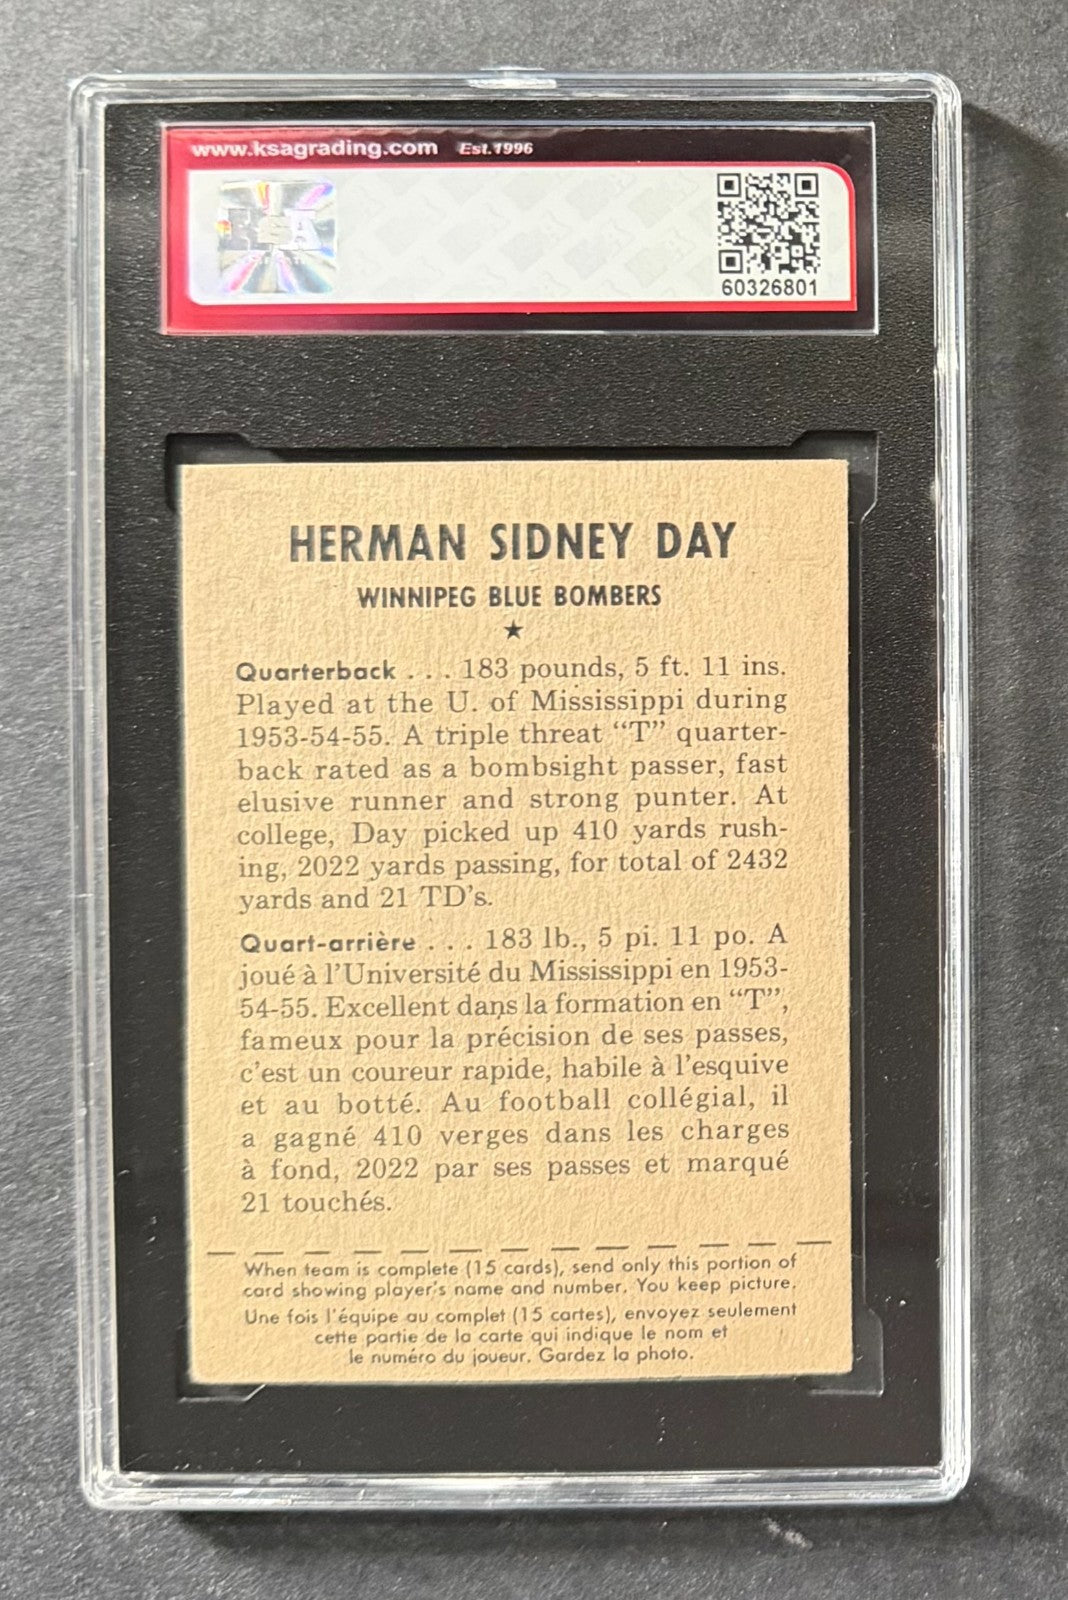 www.ksagrading.com Est.1996
KSA
60326801
HERMAN SIDNEY DAY
WINNIPEG BLUE BOMBERS
★
Quarterback . . . 183 pounds, 5 ft. 11 ins.
Played at the U. of Mississippi during
1953-54-55. A triple threat “T” quarter-
back rated as a bombsight passer, fast
elusive runner and strong punter. At
college, Day picked up 410 yards rush-
ing, 2022 yards passing, for total of 2432
yards and 21 TD's.
Quart-arrière . . . 183 lb., 5 pi. 11 po. A
joué à l'Université du Mississippi en 1953-
54-55. Excellent dans la formation en “T”,
fameux pour la précision de ses passes,
c'est un coureur rapide, habile à l'esquive
et au botté. Au football collégial, il
a gagné 410 verges dans les charges
à fond, 2022 par ses passes et marqué
21 touchés.
When team is complete (15 cards), send only this portion of
card showing player's name and number. You keep picture.
Une fois l'équipe au complet (15 cartes), envoyez seulement
cette partie de la carte qui indique le nom et
le numéro du joueur. Gardez la photo.